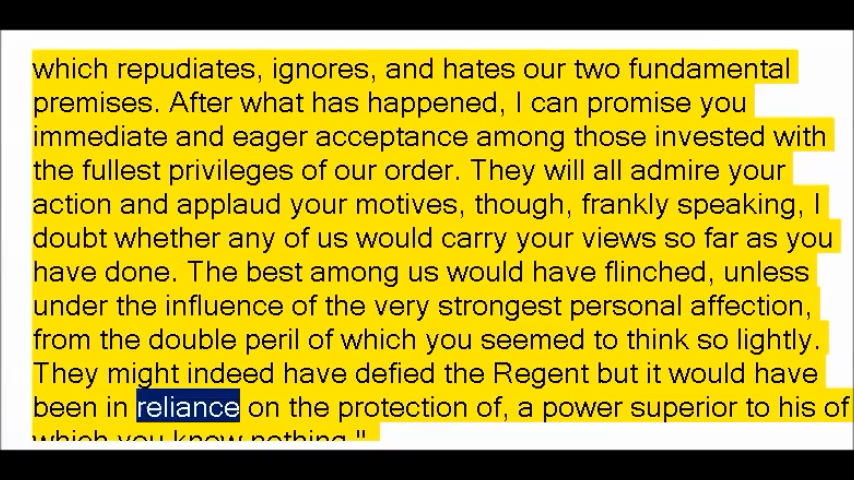 which repudiates, ignores, and hates our two fundamental
premises. After what has happened, I can promise you
immediate and eager acceptance among those invested with
the fullest privileges of our order. They will all admire your
action and applaud your motives, though, frankly speaking, I
doubt whether any of us would carry your views so far as you
have done. The best among us would have flinched, unless
under the influence of the very strongest personal affection,
from the double peril of which you seemed to think so lightly.
They might indeed have defied the Regent but it would have
been in reliance on the protection of, a power superior to his of
which you know nothing."